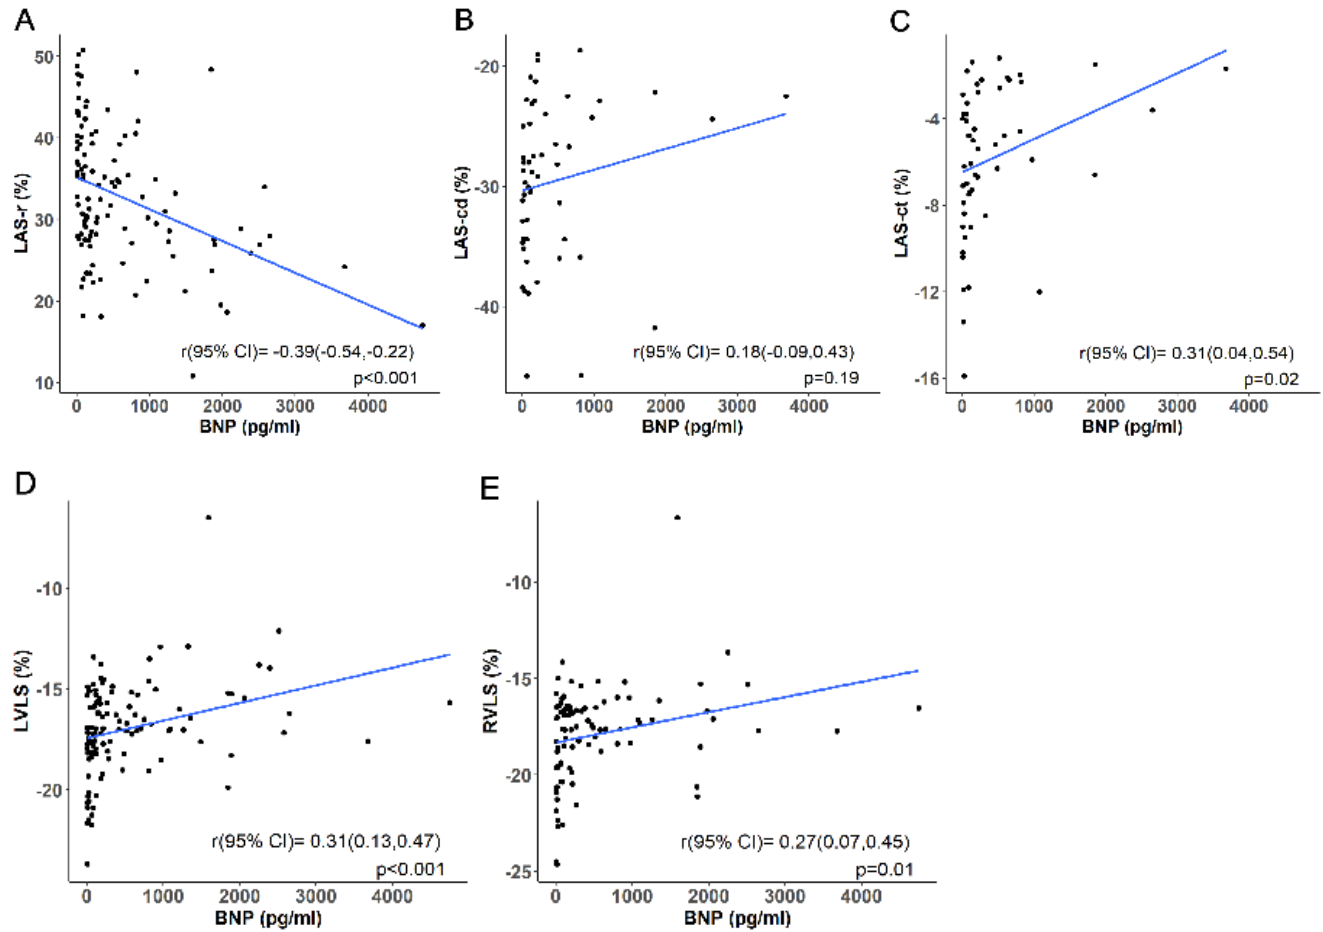 A
50
40
30
20
10
LAS-r (%)
r(95% CI)= -0.39(-0.54,-0.22)
p<0.001
0 1000 2000 3000 4000
BNP (pg/ml)
B
-20
-30
-40
LAS-cd (%)
r(95% CI)= 0.18(-0.09,0.43)
p=0.19
0 1000 2000 3000 4000
BNP (pg/ml)
C
-4
-8
-12
-16
LAS-ct (%)
r(95% CI)= 0.31(0.04,0.54)
p=0.02
0 1000 2000 3000 4000
BNP (pg/ml)
D
-10
-15
-20
LVLS (%)
r(95% CI)= 0.31(0.13,0.47)
p<0.001
0 1000 2000 3000 4000
BNP (pg/ml)
E
-10
-15
-20
-25
RVLS (%)
r(95% CI)= 0.27(0.07,0.45)
p=0.01
0 1000 2000 3000 4000
BNP (pg/ml)